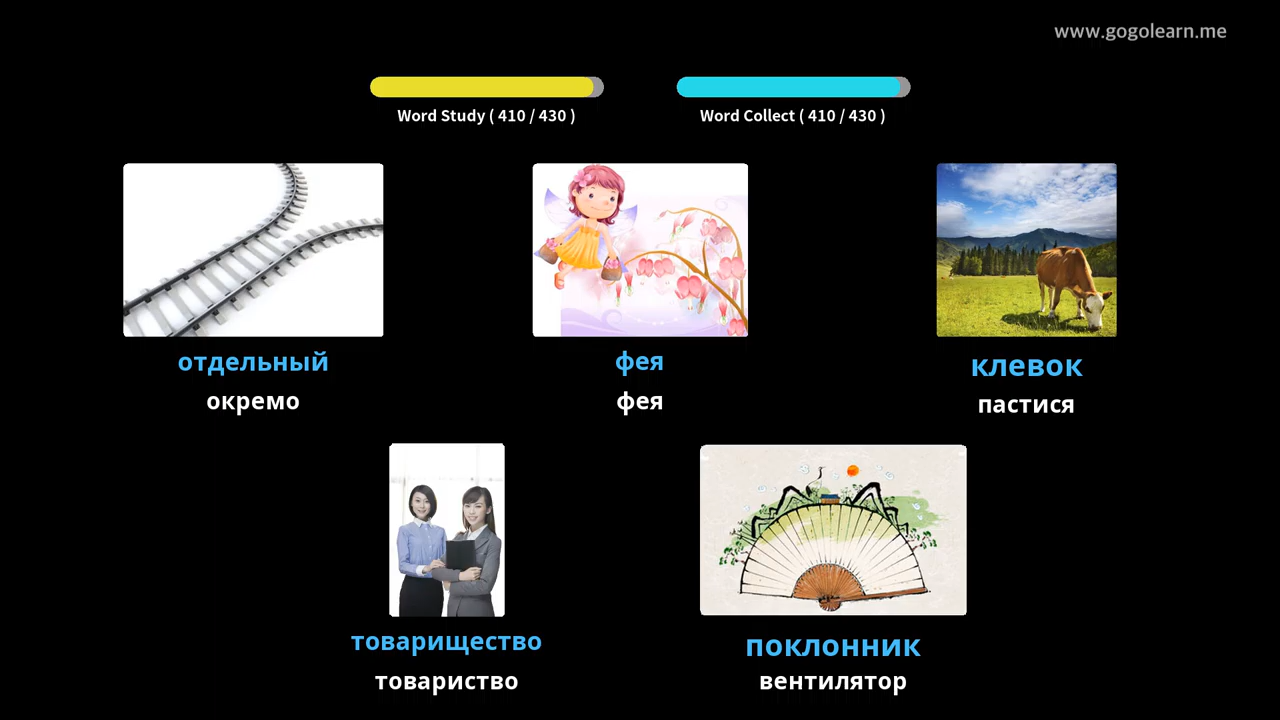 www.gogolearn.me
Word Study ( 410 / 430 )
Word Collect ( 410 / 430 )
отдельный
окремо
фея
фея
клевок
пастися
товарищество
товариство
поклонник
вентилятор